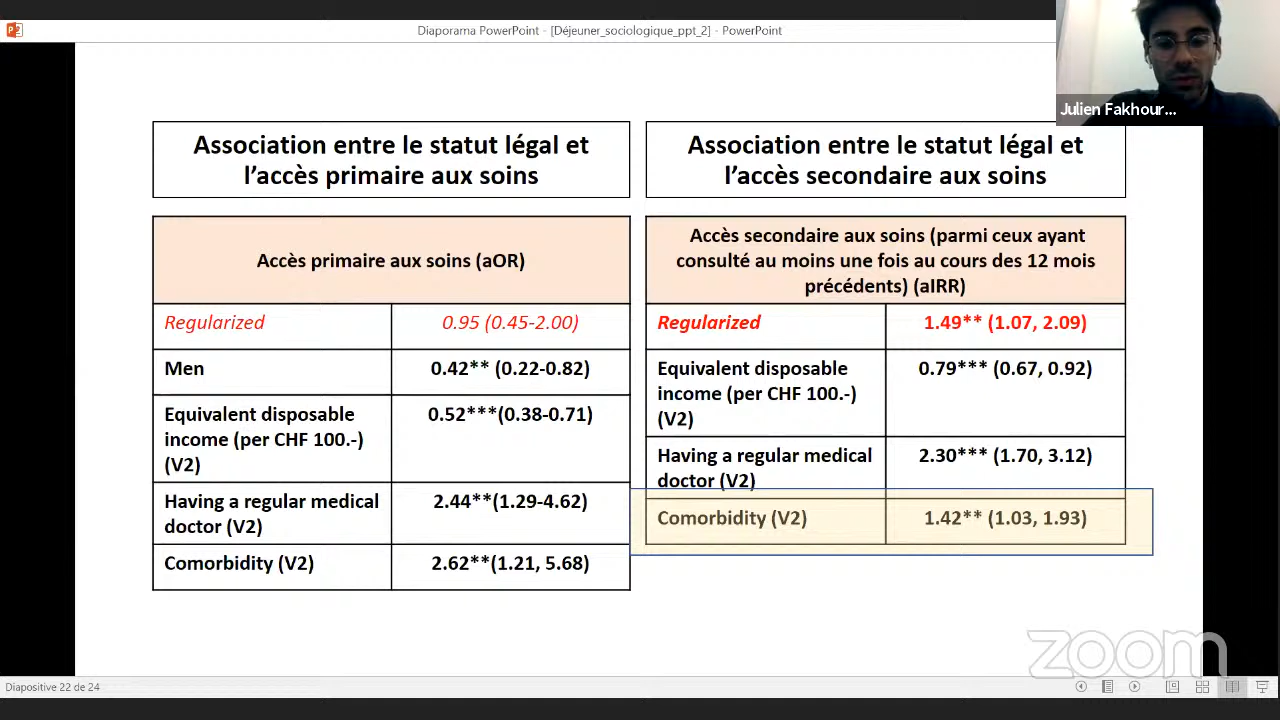 Diaporama PowerPoint - [Déjeuner_sociologique_ppt_2] - PowerPoint
Julien Fakhour...
Association entre le statut légal et
l'accès primaire aux soins
Association entre le statut légal et
l'accès secondaire aux soins
Accès primaire aux soins (aOR)
Regularized 0.95 (0.45-2.00)
Men 0.42** (0.22-0.82)
Equivalent disposable 0.52***(0.38-0.71)
income (per CHF 100.-)
(V2)
Having a regular medical 2.44**(1.29-4.62)
doctor (V2)
Comorbidity (V2) 2.62**(1.21, 5.68)
Accès secondaire aux soins (parmi ceux ayant
consulté au moins une fois au cours des 12 mois
précédents) (aIRR)
Regularized 1.49** (1.07, 2.09)
Equivalent disposable 0.79*** (0.67, 0.92)
income (per CHF 100.-)
(V2)
Having a regular medical 2.30*** (1.70, 3.12)
doctor (V2)
Comorbidity (V2) 1.42** (1.03, 1.93)
zoom
Diapositive 22 de 24